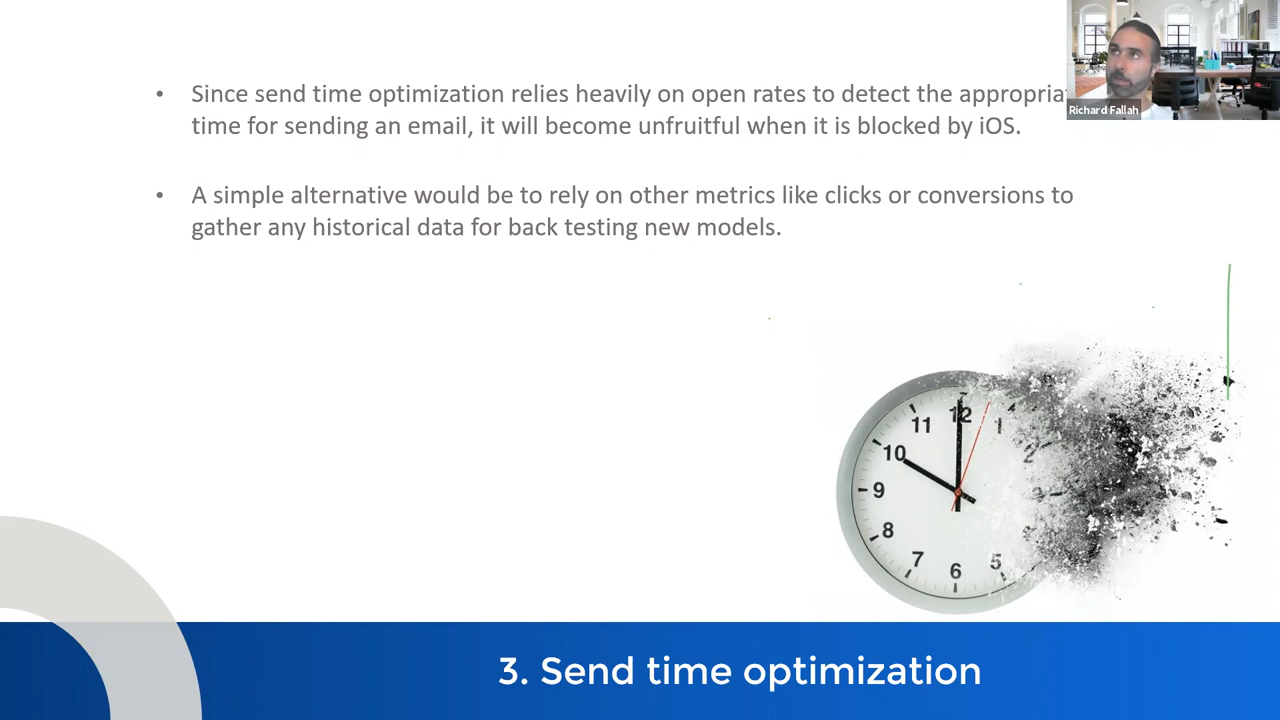 • Since send time optimization relies heavily on open rates to detect the
time for sending an email, it will become unfruitful when it is blocked by iOS.
• A simple alternative would be to rely on other metrics like clicks or conversions to
gather any historical data for back testing new models.
Richard Fallah
12
11
1
10
9
8
7
6
5
3. Send time optimization